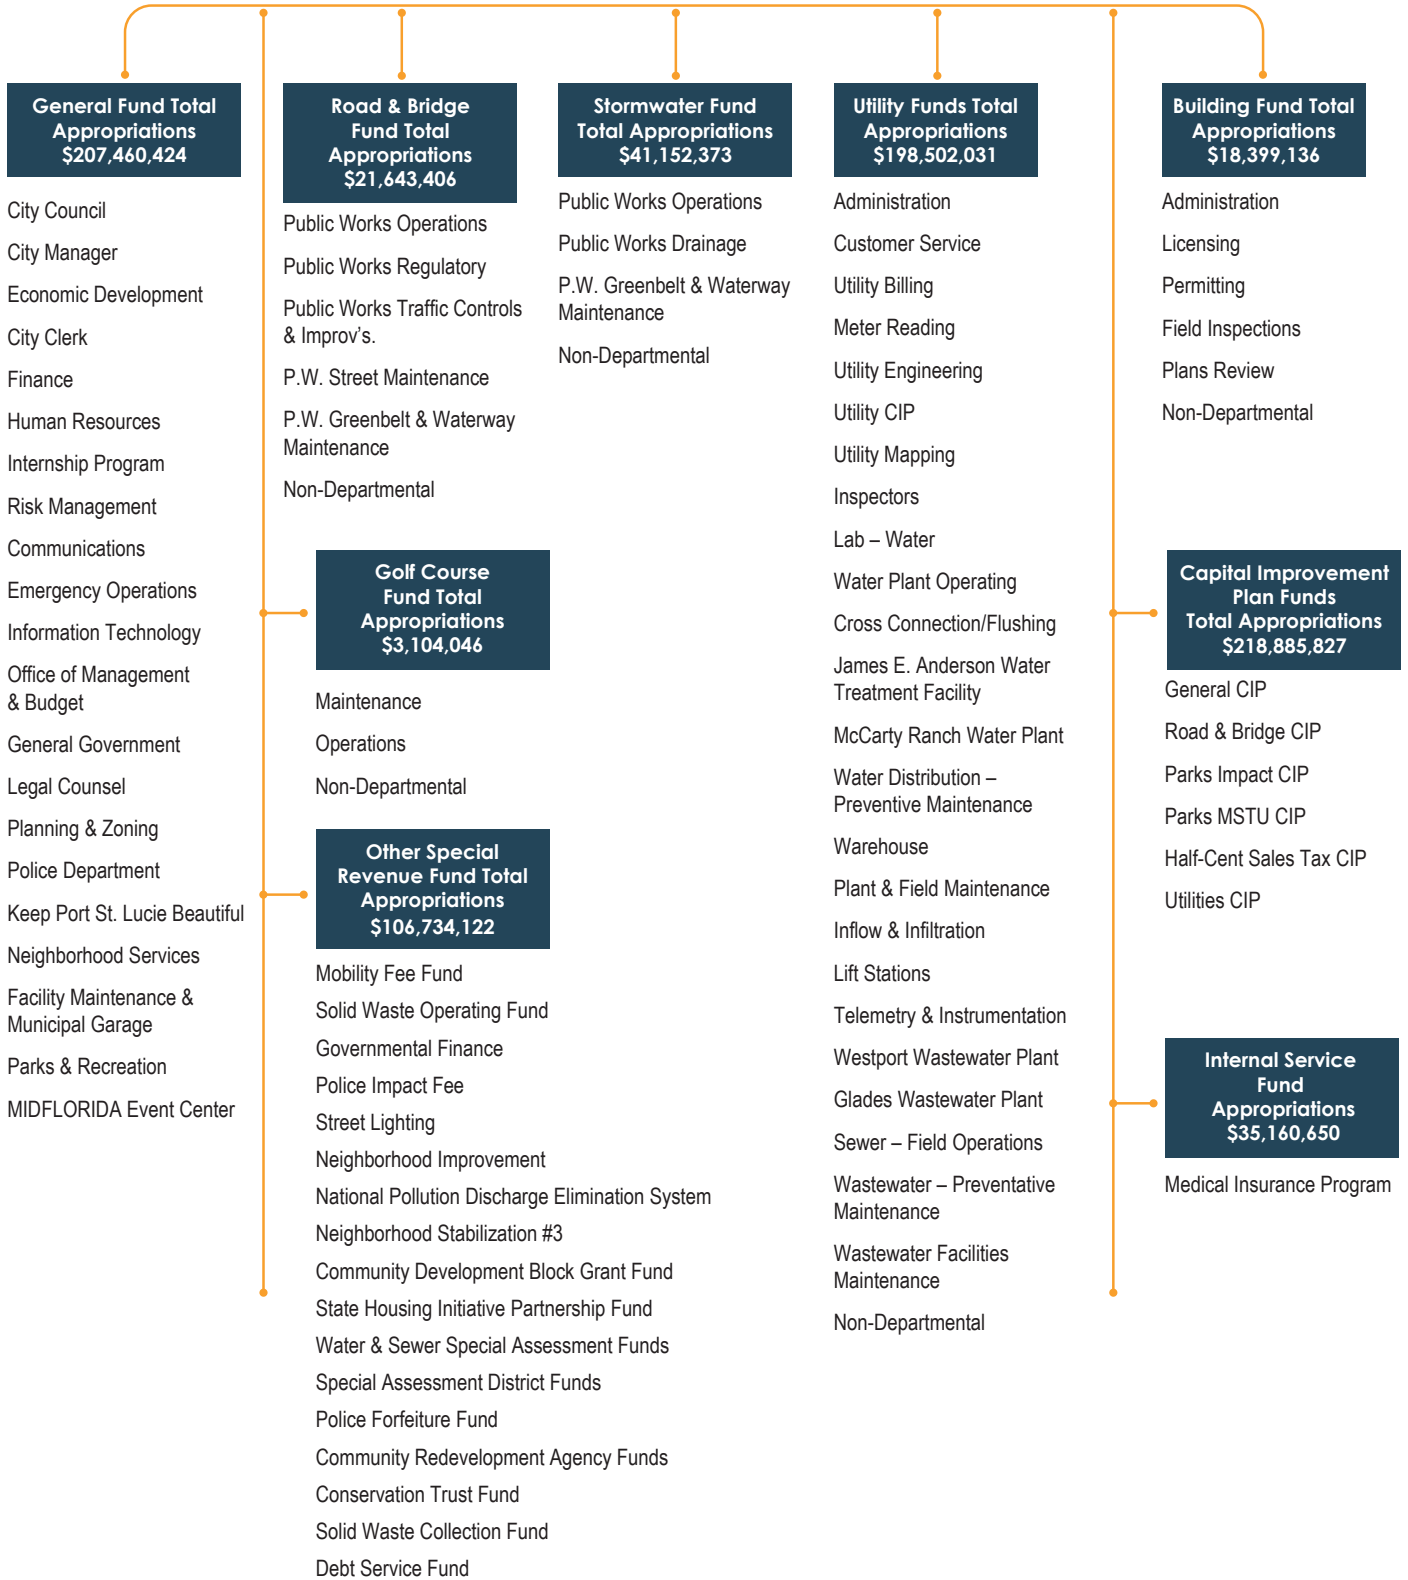 General Fund Total
Appropriations
$207,460,424
City Council
City Manager
Economic Development
City Clerk
Finance
Human Resources
Internship Program
Risk Management
Communications
Emergency Operations
Information Technology
Office of Management
& Budget
General Government
Legal Counsel
Planning & Zoning
Police Department
Keep Port St. Lucie Beautiful
Neighborhood Services
Facility Maintenance &
Municipal Garage
Parks & Recreation
MIDFLORIDA Event Center
Road & Bridge
Fund Total
Appropriations
$21,643,406
Public Works Operations
Public Works Regulatory
Public Works Traffic Controls
& Improv's.
P.W. Street Maintenance
P.W. Greenbelt & Waterway
Maintenance
Non-Departmental
Golf Course
Fund Total
Appropriations
$3,104,046
Maintenance
Operations
Non-Departmental
Other Special
Revenue Fund Total
Appropriations
$106,734,122
Mobility Fee Fund
Solid Waste Operating Fund
Governmental Finance
Police Impact Fee
Street Lighting
Neighborhood Improvement
National Pollution Discharge Elimination System
Neighborhood Stabilization #3
Community Development Block Grant Fund
State Housing Initiative Partnership Fund
Water & Sewer Special Assessment Funds
Special Assessment District Funds
Police Forfeiture Fund
Community Redevelopment Agency Funds
Conservation Trust Fund
Solid Waste Collection Fund
Debt Service Fund
Stormwater Fund
Total Appropriations
$41,152,373
Public Works Operations
Public Works Drainage
P.W. Greenbelt & Waterway
Maintenance
Non-Departmental
Utility Funds Total
Appropriations
$198,502,031
Administration
Customer Service
Utility Billing
Meter Reading
Utility Engineering
Utility CIP
Utility Mapping
Inspectors
Lab – Water
Water Plant Operating
Cross Connection/Flushing
James E. Anderson Water
Treatment Facility
McCarty Ranch Water Plant
Water Distribution –
Preventive Maintenance
Warehouse
Plant & Field Maintenance
Inflow & Infiltration
Lift Stations
Telemetry & Instrumentation
Westport Wastewater Plant
Glades Wastewater Plant
Sewer – Field Operations
Wastewater – Preventative
Maintenance
Wastewater Facilities
Maintenance
Non-Departmental
Building Fund Total
Appropriations
$18,399,136
Administration
Licensing
Permitting
Field Inspections
Plans Review
Non-Departmental
Capital Improvement
Plan Funds
Total Appropriations
$218,885,827
General CIP
Road & Bridge CIP
Parks Impact CIP
Parks MSTU CIP
Half-Cent Sales Tax CIP
Utilities CIP
Internal Service
Fund
Appropriations
$35,160,650
Medical Insurance Program